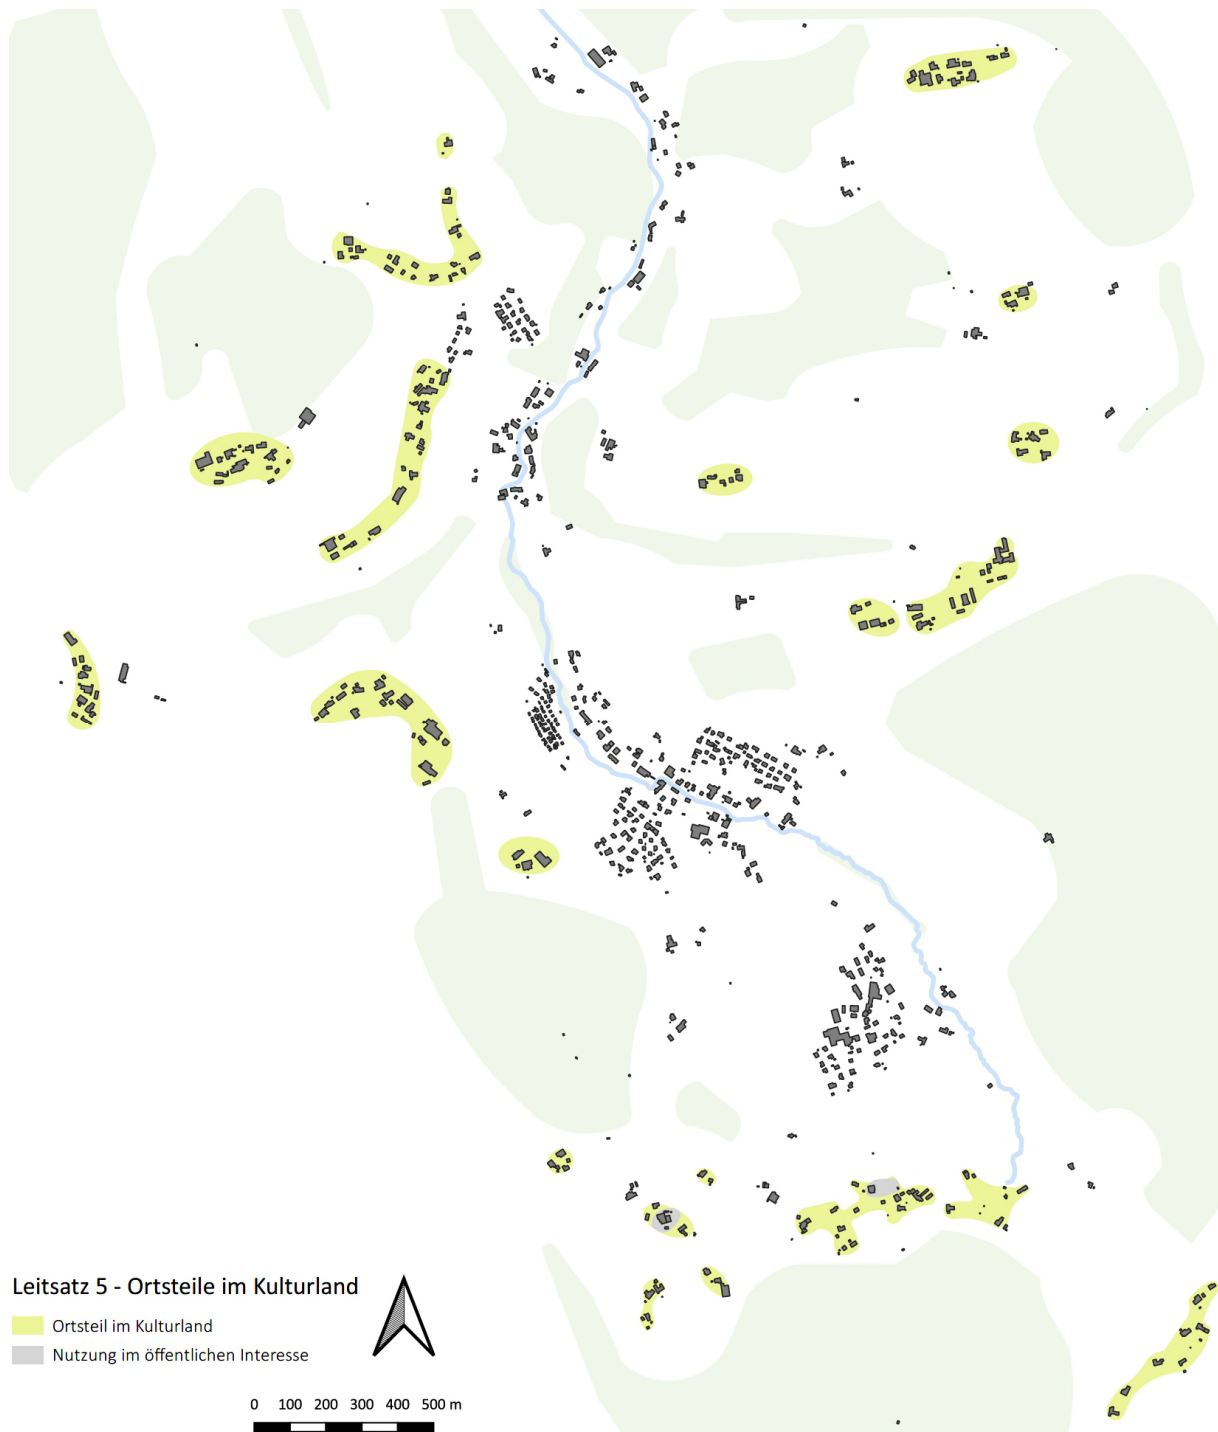 Leitsatz 5 - Ortsteile im Kulturland
Ortsteil im Kulturland
Nutzung im öffentlichen Interesse
0 100 200 300 400 500 m